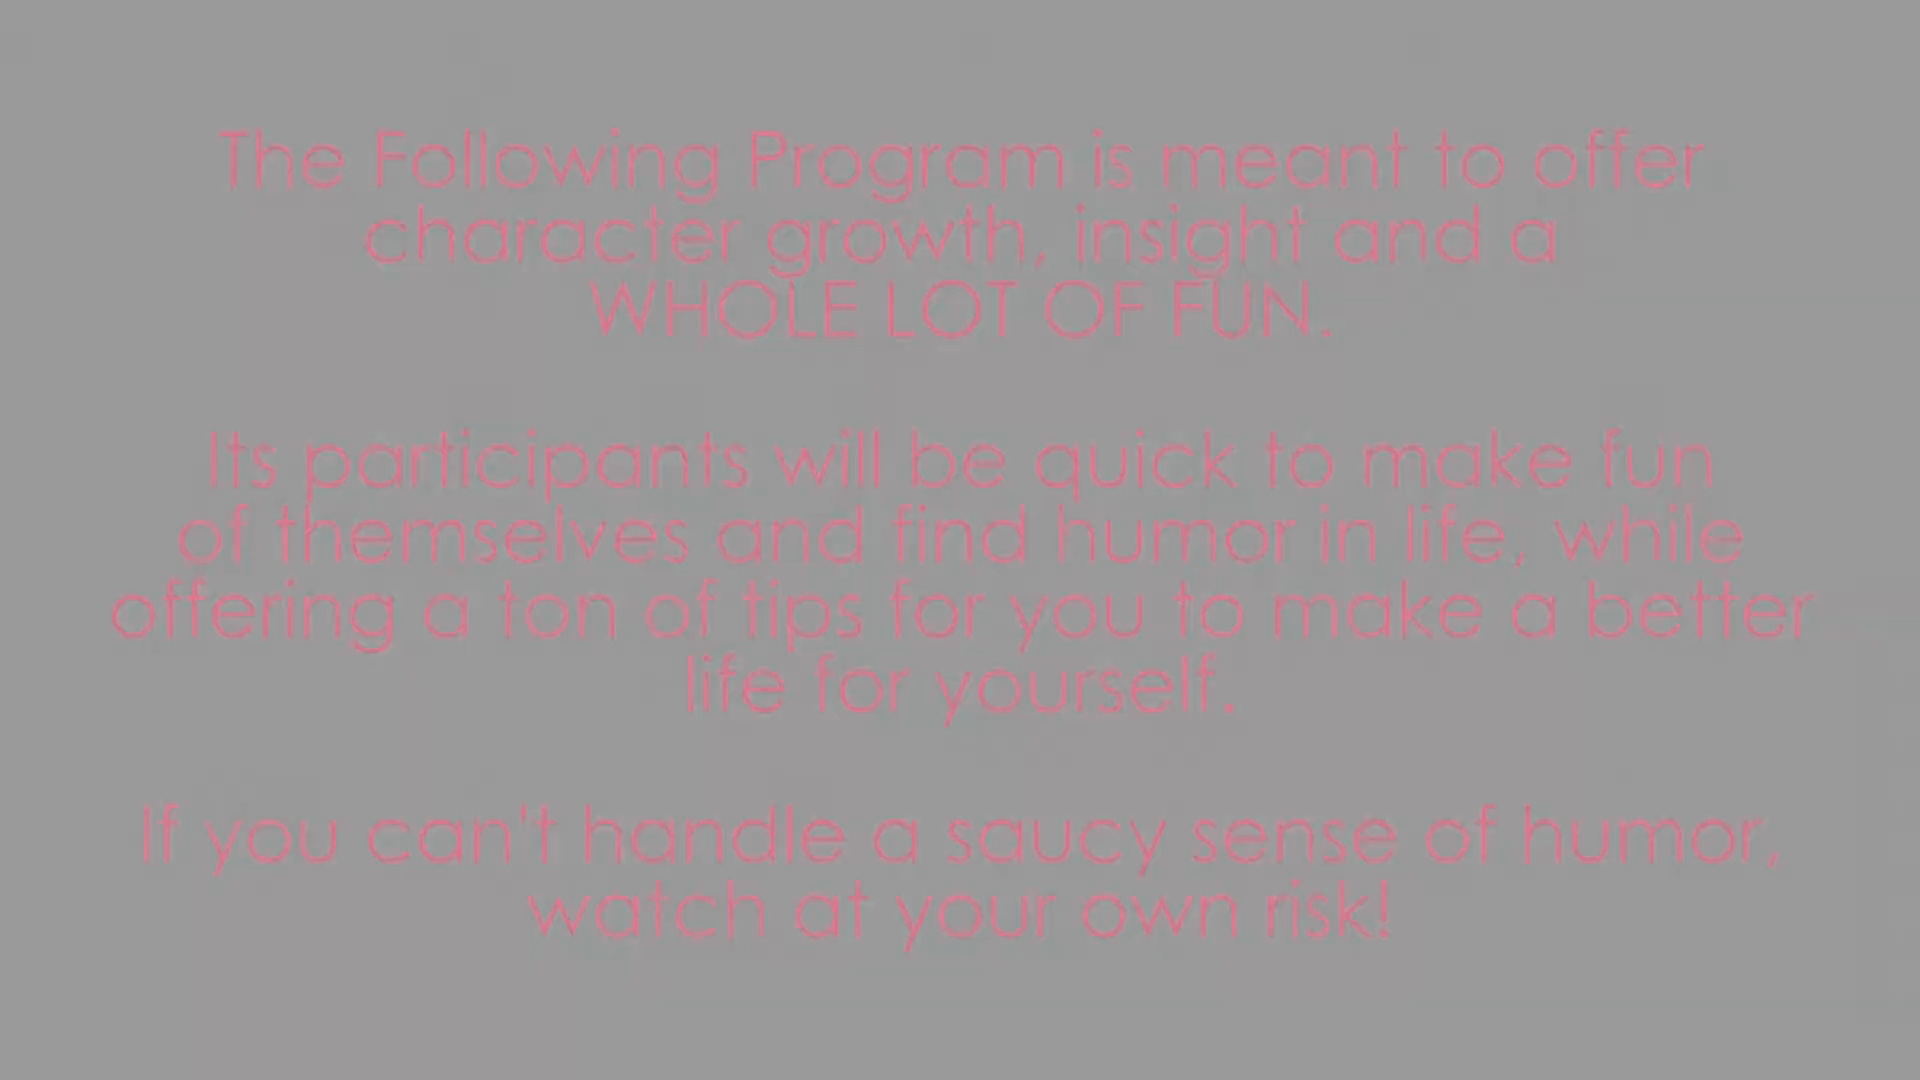 The Following Program is meant to offer
character growth, insight and a
WHOLE LOT OF FUN.
Its participants will be quick to make fun
of themselves and find humor in life, while
offering a ton of tips for you to make a better
life for yourself.
If you can't handle a saucy sense of humor,
watch at your own risk!